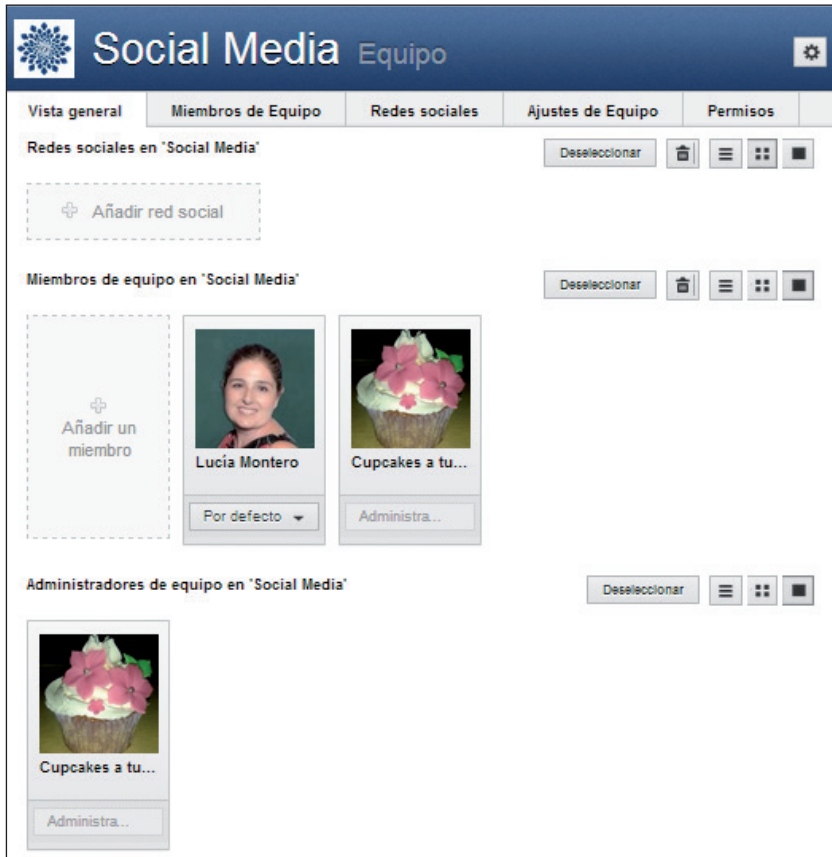 Social Media Equipo
Vista general Miembros de Equipo Redes sociales Ajustes de Equipo Permisos
Redes sociales en "Social Media" Deseleccionar
Añadir red social
Miembros de equipo en "Social Media" Deseleccionar
Añadir un
miembro
Lucía Montero Cupcakes a tu...
Por defecto Administra...
Administradores de equipo en "Social Media" Deseleccionar
Cupcakes a tu...
Administra...